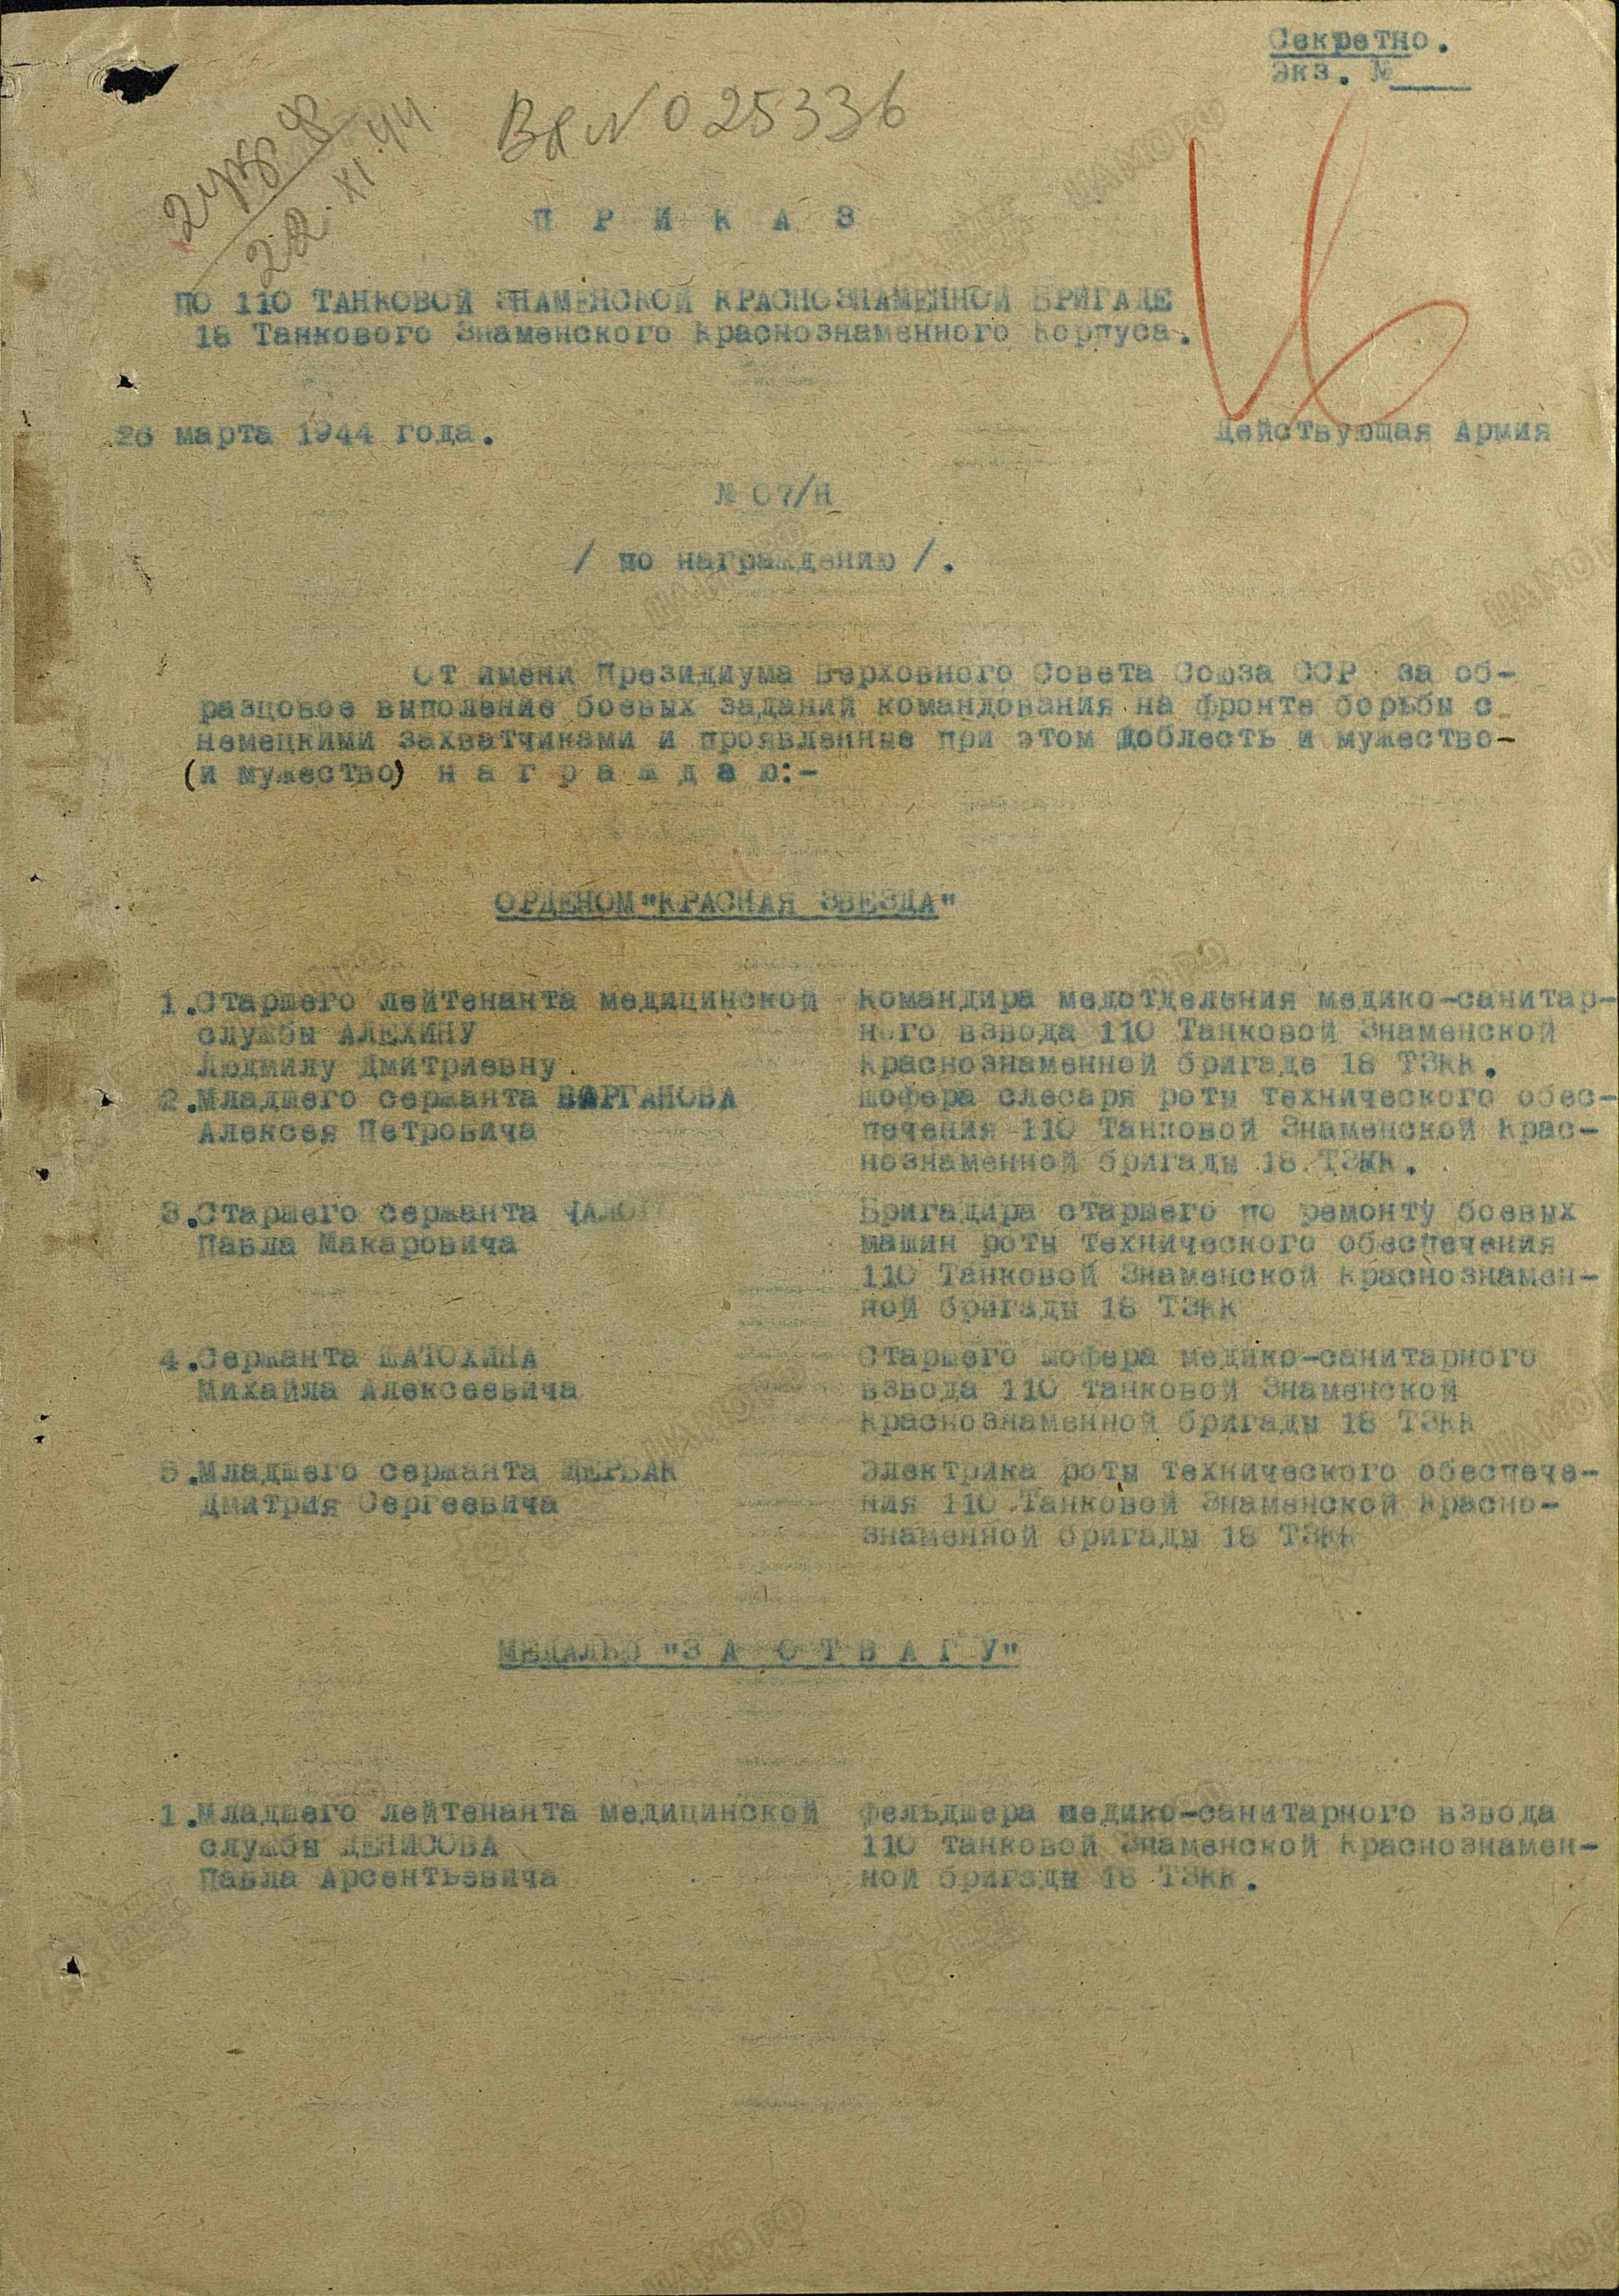 Секретно.
Экз. №
Вх № 025336
22.XI.44
П Р И К А З
ПО 110 ТАНКОВОЙ ЗНАМЕНСКОЙ КРАСНОЗНАМЕННОЙ БРИГАДЕ
18 Танкового Знаменского Краснознаменного Корпуса.
26 марта 1944 года.
Действующая Армия
№ 07/Н
/ по награждению /.
От имени Президиума Верховного Совета Союза ССР за об-
разцовое выполение боевых заданий командования на фронте борьбы с
немецкими захватчиками и проявленные при этом доблесть и мужество-
(и мужество) н а г р а ж д а ю:-
ОРДЕНОМ "КРАСНАЯ ЗВЕЗДА"
1.Старшего лейтенанта медицинской
службы АЛЕХИНУ
Людмилу Дмитриевну.
Командира медотделения медико-санитар-
ного взвода 110 Танковой Знаменской
Краснознаменной бригаде 18 ТЗКК.
2.Младшего сержанта ВАРГАНОВА
Алексея Петровича
Шофера слесаря роты технического обес-
печения 110 Танковой Знаменской Крас-
нознаменной бригады 18 ТЗКК.
3.Старшего сержанта
Павла Макаровича
Бригадира старшего по ремонту боевых
машин роты технического обеспечения
110 Танковой Знаменской Краснознамен-
ной бригады 18 ТЗКК
4.Сержанта ШАТОХИНА
Михаила Алексеевича
Старшего шофера медико-санитарного
взвода 110 танковой Знаменской
Краснознаменной бригады 18 ТЗКК
5.Младшего сержанта ЩЕРБАК
Дмитрия Сергеевича
Электрика роты технического обеспече-
ния 110 Танковой Знаменской Красно-
знаменной бригады 18 ТЗКК
МЕДАЛЬЮ "З А О Т В А Г У"
1.Младшего лейтенанта медицинской
службы ДЕНИСОВА
Павла Арсентьевича
фельдшера медико-санитарного взвода
110 танковой Знаменской Краснознамен-
ной бригады 18 ТЗКК.